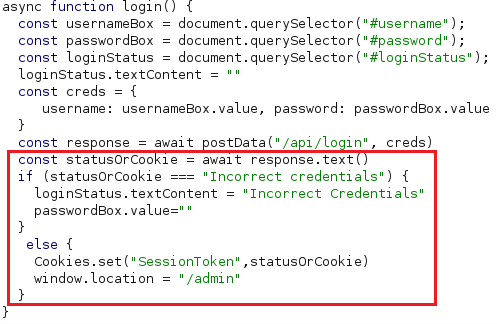 async function login() {
  const usernameBox = document.querySelector("#username");
  const passwordBox = document.querySelector("#password");
  const loginStatus = document.querySelector("#loginStatus");
  loginStatus.textContent = ""
  const creds = {
     username: usernameBox.value, password: passwordBox.value
  }
  const response = await postData("/api/login", creds)
  const statusOrCookie = await response.text()
  if (statusOrCookie === "Incorrect credentials") {
    loginStatus.textContent = "Incorrect Credentials"
    passwordBox.value=""
  }
   else {
    Cookies.set("SessionToken",statusOrCookie)
    window.location = "/admin"
  }
}